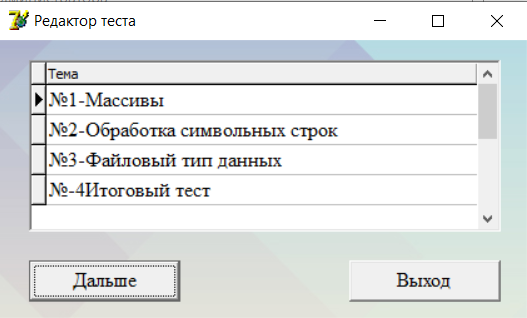 Редактор теста
Тема
№1-Массивы
№2-Обработка символьных строк
№3-Файловый тип данных
№-4Итоговый тест
Дальше
Выход